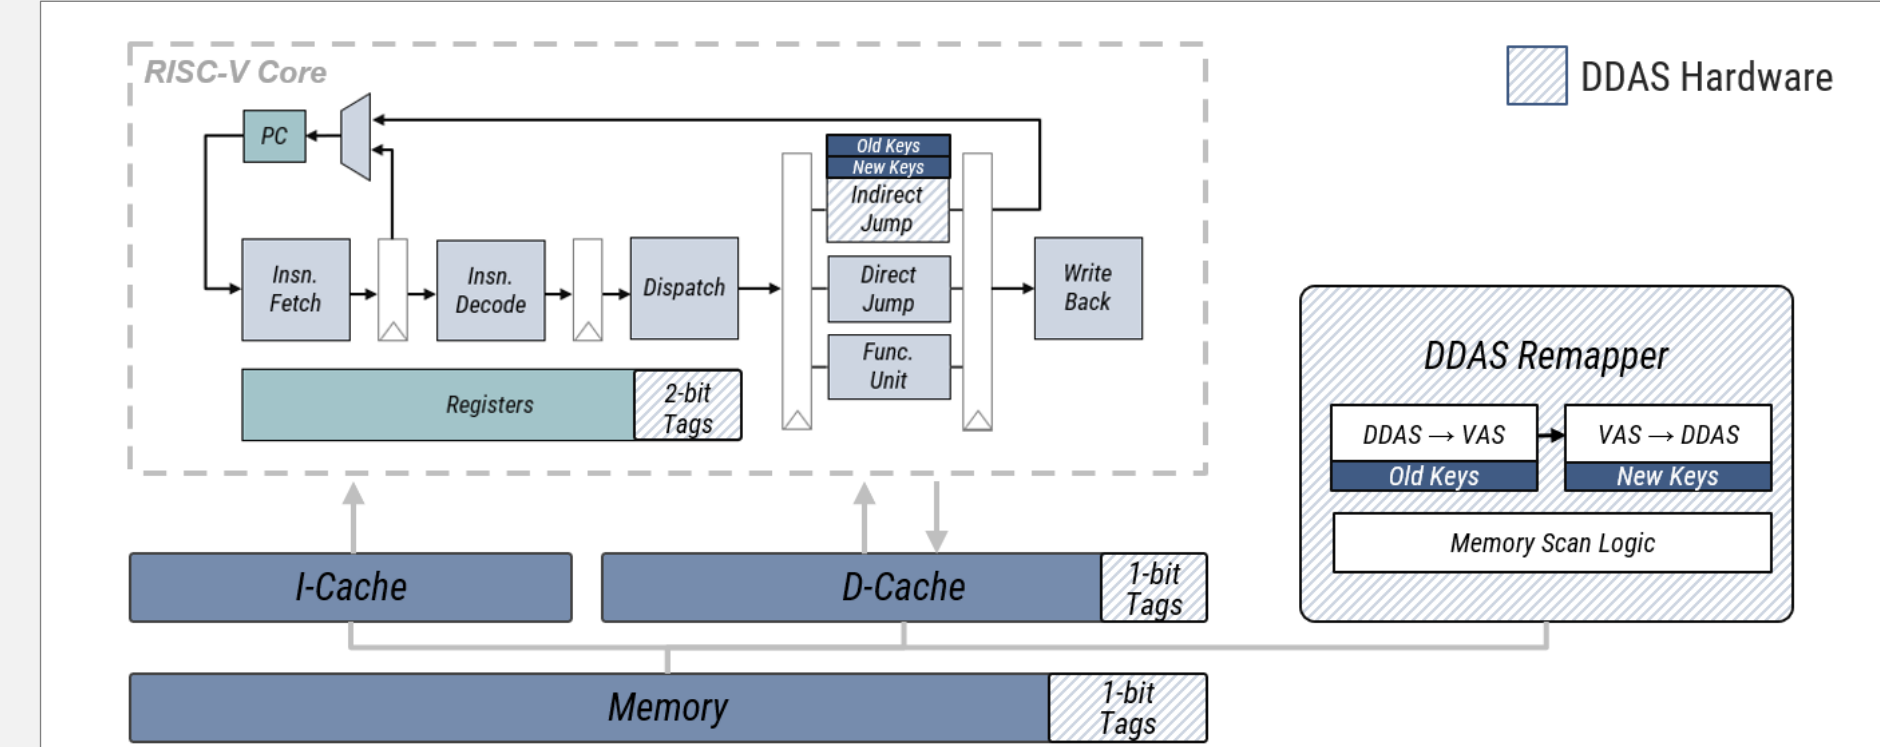 RISC-V Core
DDAS Hardware
PC
Old Keys
New Keys
Indirect
Jump
Insn.
Fetch
Insn.
Decode
Dispatch
Direct
Jump
Write
Back
Func.
Unit
Registers
2-bit
Tags
DDAS Remapper
DDAS → VAS
VAS → DDAS
Old Keys
New Keys
Memory Scan Logic
I-Cache
D-Cache
1-bit
Tags
Memory
1-bit
Tags